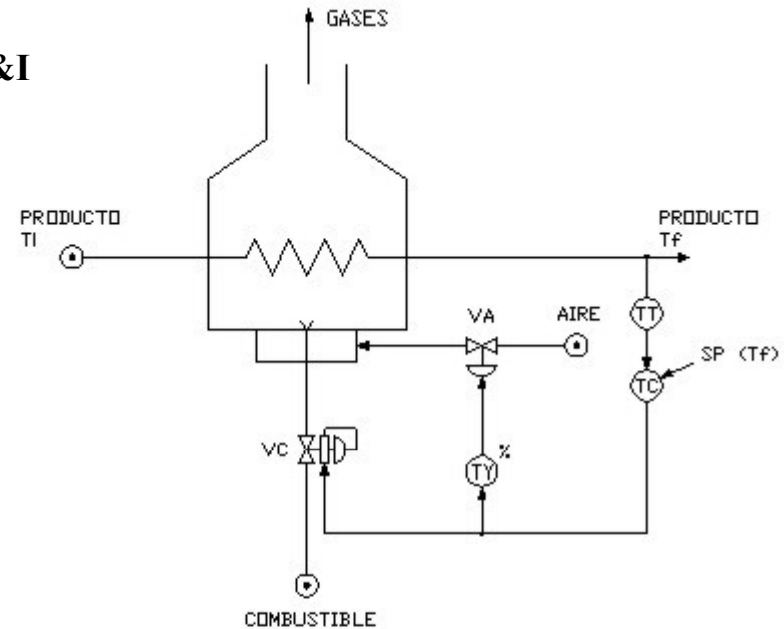 GASES
&I
PRODUCTO
TI
PRODUCTO
Tf
VA
AIRE
TT
SP (Tf)
TC
VC
%
TY
COMBUSTIBLE